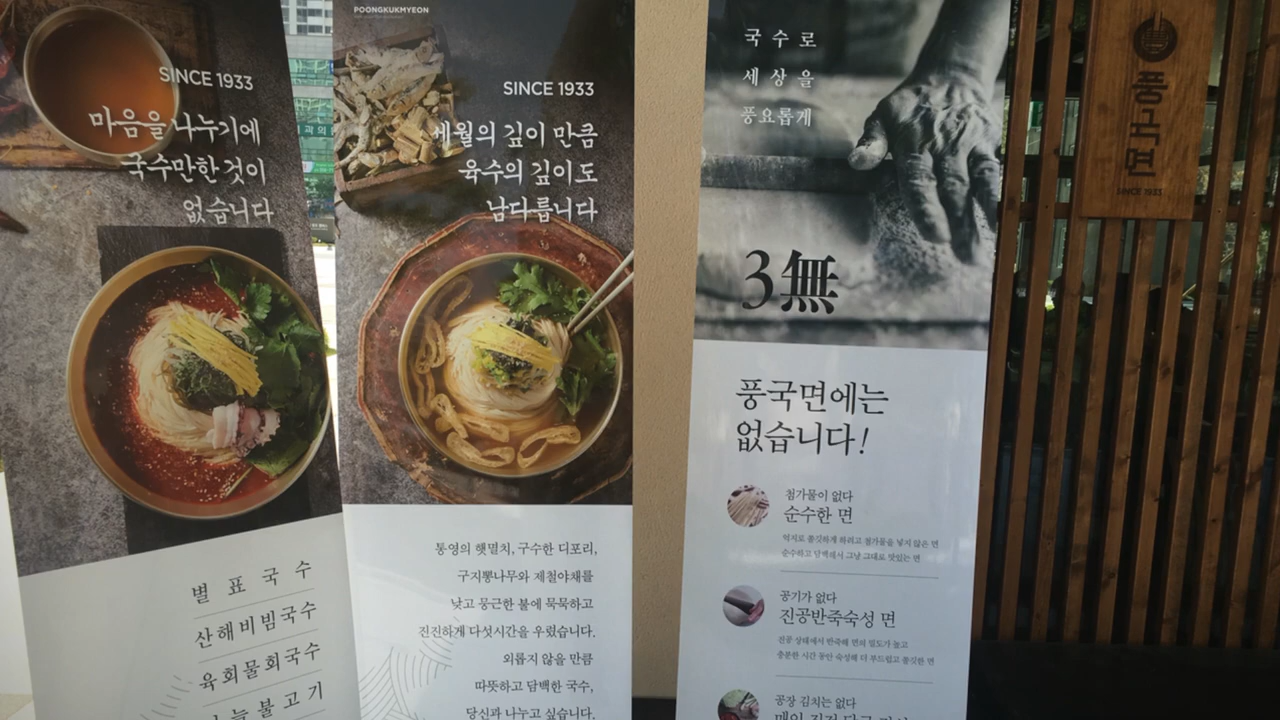 SINCE 1933
마음을 나누기에
국수만한 것이
없습니다
별표국수
산해비빔국수
육회물회국수
불고기
POONGKUKMYEON
SINCE 1933
세월의 깊이 만큼
육수의 깊이도
남다릅니다
통영의 햇멸치, 구수한 디포리,
구지뽕나무와 제철야채를
낮고 뭉근한 불에 묵묵하고
진진하게 다섯시간을 우렸습니다.
외롭지 않을 만큼
따뜻하고 담백한 국수,
당신과 나누고 싶습니다.
국수로
세상을
풍요롭게
3無
풍국면에는
없습니다!
첨가물이 없다
순수한 면
억지로 쫄깃하게 하려고 첨가물을 넣지 않은 면
순수하고 담백해서 그냥 그대로 맛있는 면
공기가 없다
진공반죽숙성 면
진공 상태에서 반죽해 면의 밀도가 높고
충분한 시간 동안 숙성해 더 부드럽고 쫄깃한 면
공장 김치는 없다
풍국면
SINCE 1933